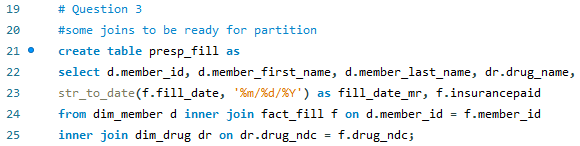 19 # Question 3
20 #some joins to be ready for partition
21 create table presp_fill as
22 select d.member_id, d.member_first_name, d.member_last_name, dr.drug_name,
23 str_to_date(f.fill_date, '%m/%d/%Y') as fill_date_mr, f.insurancepaid
24 from dim_member d inner join fact_fill f on d.member_id = f.member_id
25 inner join dim_drug dr on dr.drug_ndc = f.drug_ndc;